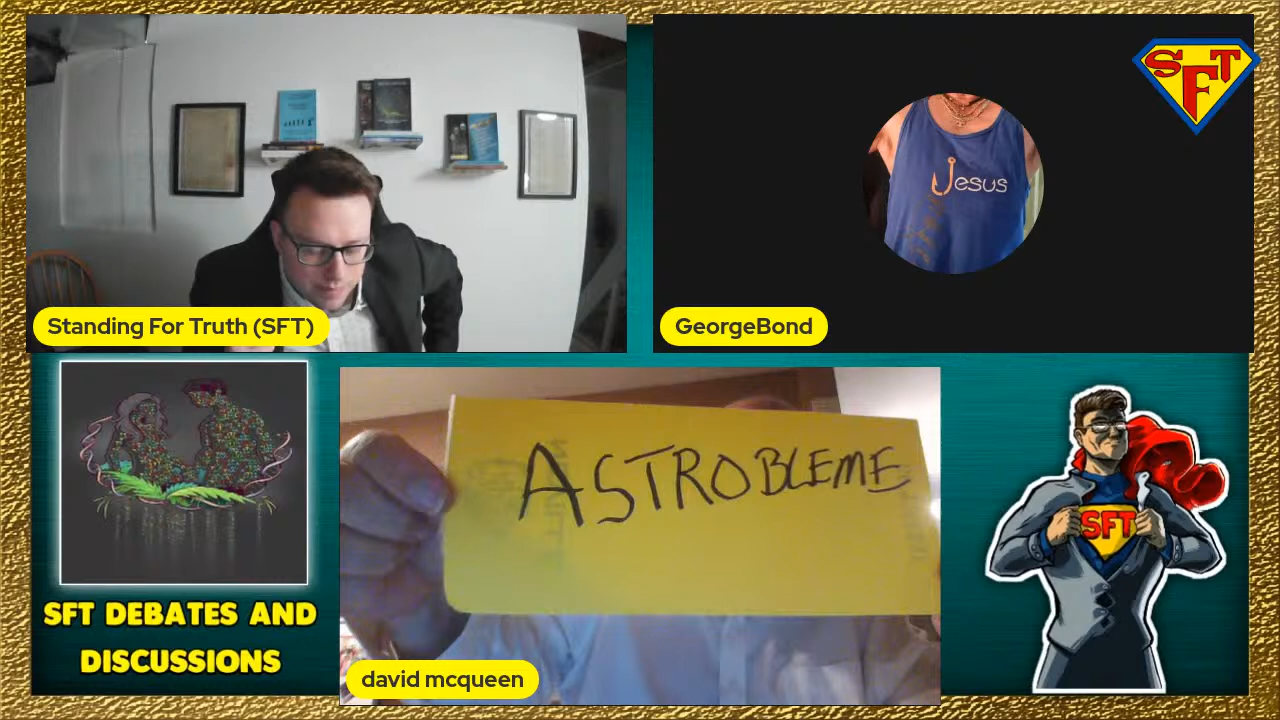 SFT
Jesus
Standing For Truth (SFT)
GeorgeBond
ASTROBLEME
SFT
SFT DEBATES AND
DISCUSSIONS
david mcqueen